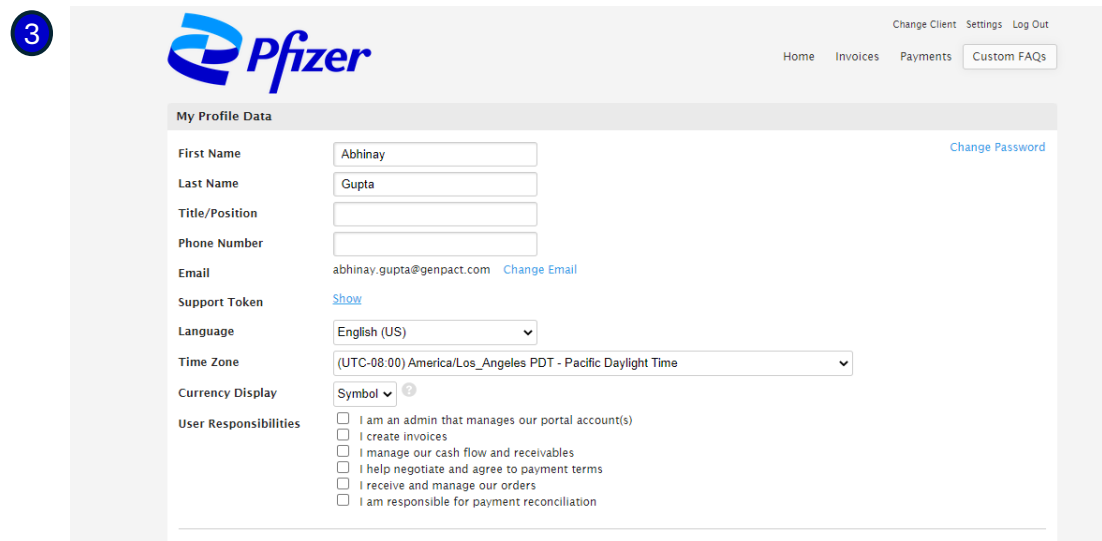 3
Pfizer
Change Client Settings Log Out
Home Invoices Payments Custom FAQs
My Profile Data
First Name Abhinay Change Password
Last Name Gupta
Title/Position
Phone Number
Email abhinay.gupta@genpact.com Change Email
Support Token Show
Language English (US)
Time Zone (UTC-08:00) America/Los_Angeles PDT - Pacific Daylight Time
Currency Display Symbol ?
User Responsibilities I am an admin that manages our portal account(s)
I create invoices
I manage our cash flow and receivables
I help negotiate and agree to payment terms
I receive and manage our orders
I am responsible for payment reconciliation